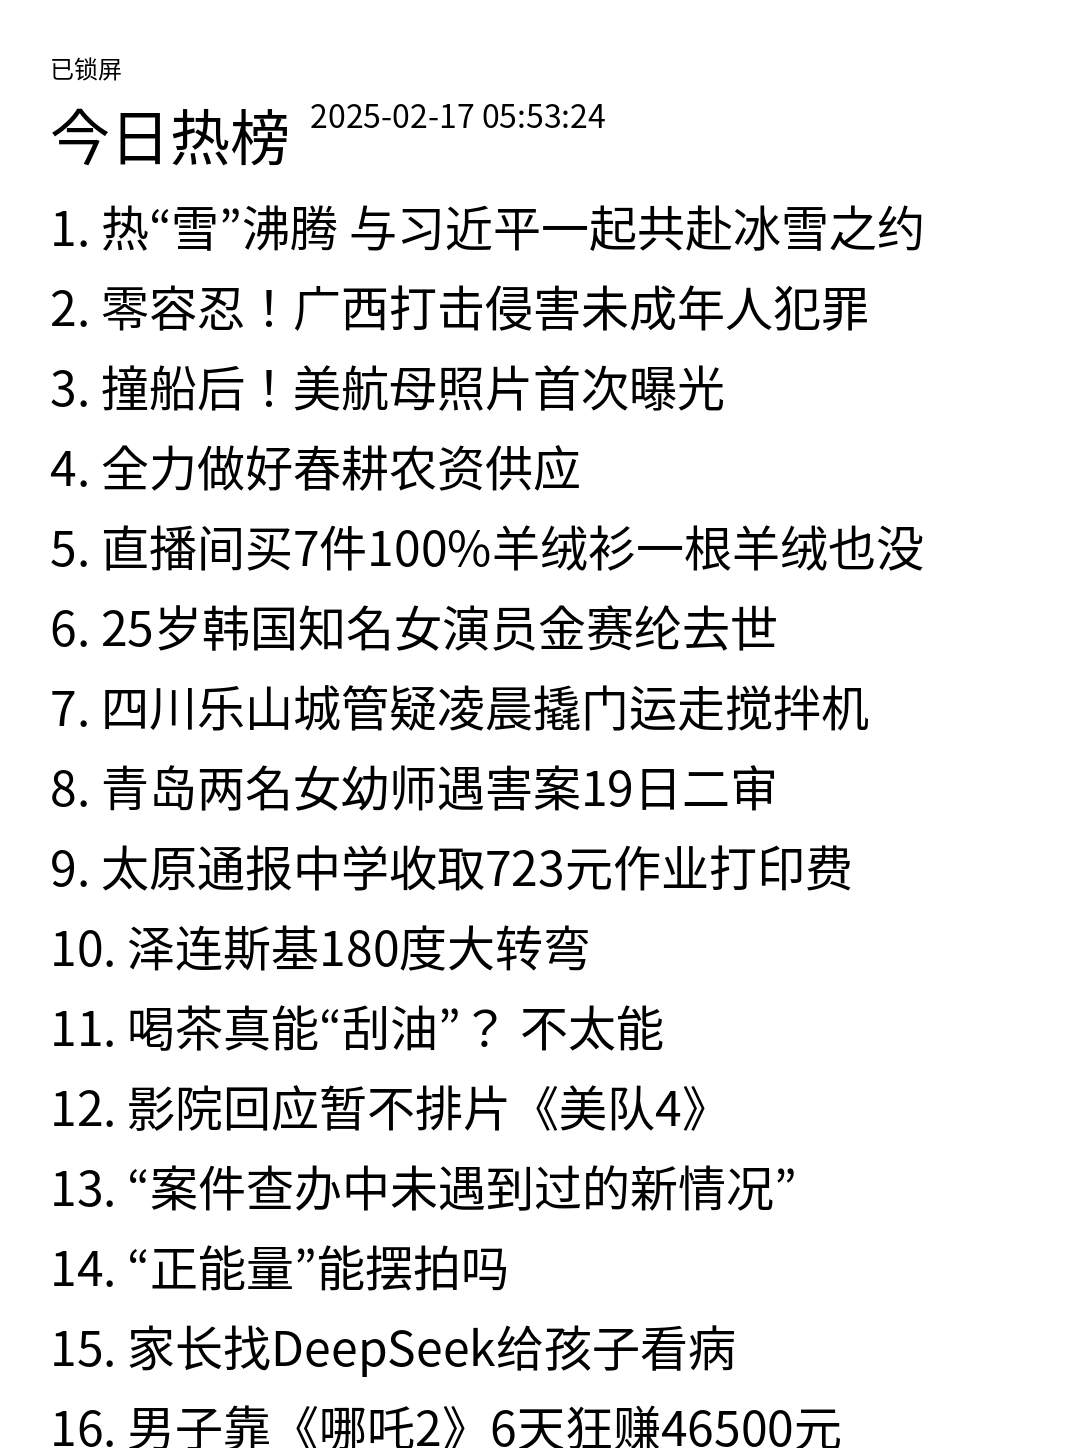 已锁屏
今日热榜 2025-02-17 05:53:24
1. 热“雪”沸腾 与习近平一起共赴冰雪之约
2. 零容忍！广西打击侵害未成年人犯罪
3. 撞船后！美航母照片首次曝光
4. 全力做好春耕农资供应
5. 直播间买7件100%羊绒衫一根羊绒也没
6. 25岁韩国知名女演员金赛纶去世
7. 四川乐山城管疑凌晨撬门运走搅拌机
8. 青岛两名女幼师遇害案19日二审
9. 太原通报中学收取723元作业打印费
10. 泽连斯基180度大转弯
11. 喝茶真能“刮油”？ 不太能
12. 影院回应暂不排片《美队4》
13. “案件查办中未遇到过的新情况”
14. “正能量”能摆拍吗
15. 家长找DeepSeek给孩子看病
16. 男子靠《哪吒2》6天狂赚46500元